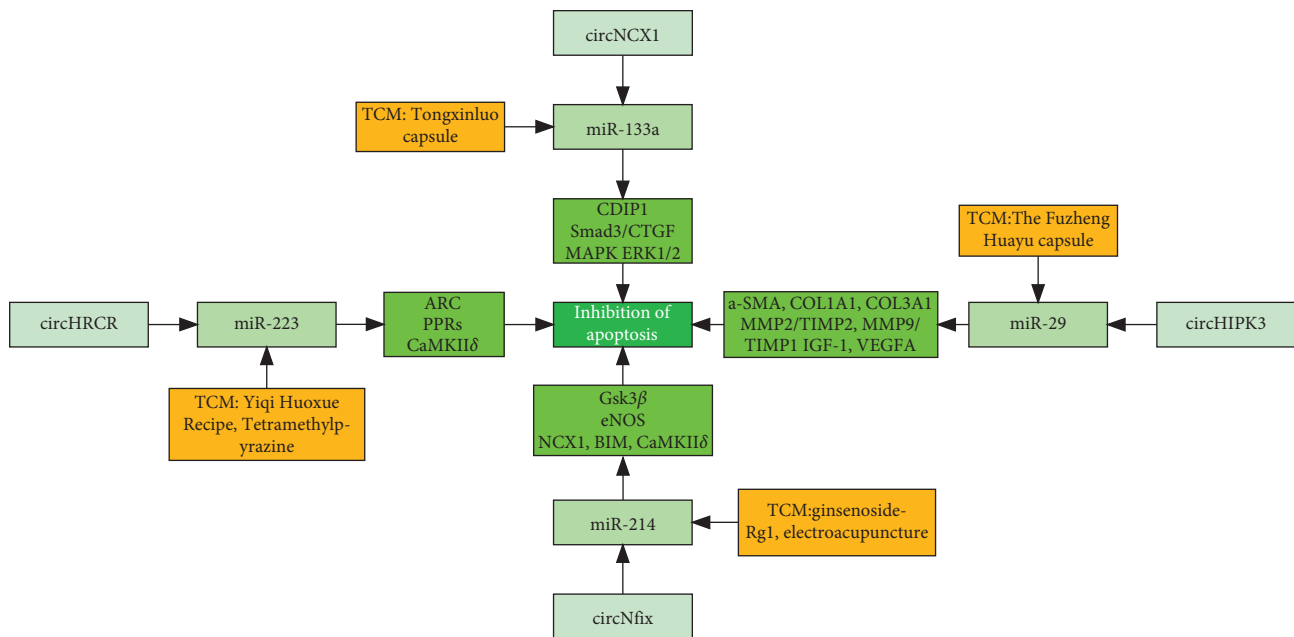 circNCX1
TCM: Tongxinluo
capsule
miR-133a
CDIP1
Smad3/CTGF
MAPK ERK1/2
TCM:The Fuzheng
Huayu capsule
circHRCR
miR-223
ARC
PPRs
CaMKIIδ
Inhibition of
apoptosis
a-SMA, COL1A1, COL3A1
MMP2/TIMP2, MMP9/
TIMP1 IGF-1, VEGFA
miR-29
circHIPK3
TCM: Yiqi Huoxue
Recipe, Tetramethylp-
yrazine
Gsk3β
eNOS
NCX1, BIM, CaMKIIδ
miR-214
TCM:ginsenoside-
Rg1, electroacupuncture
circNfix